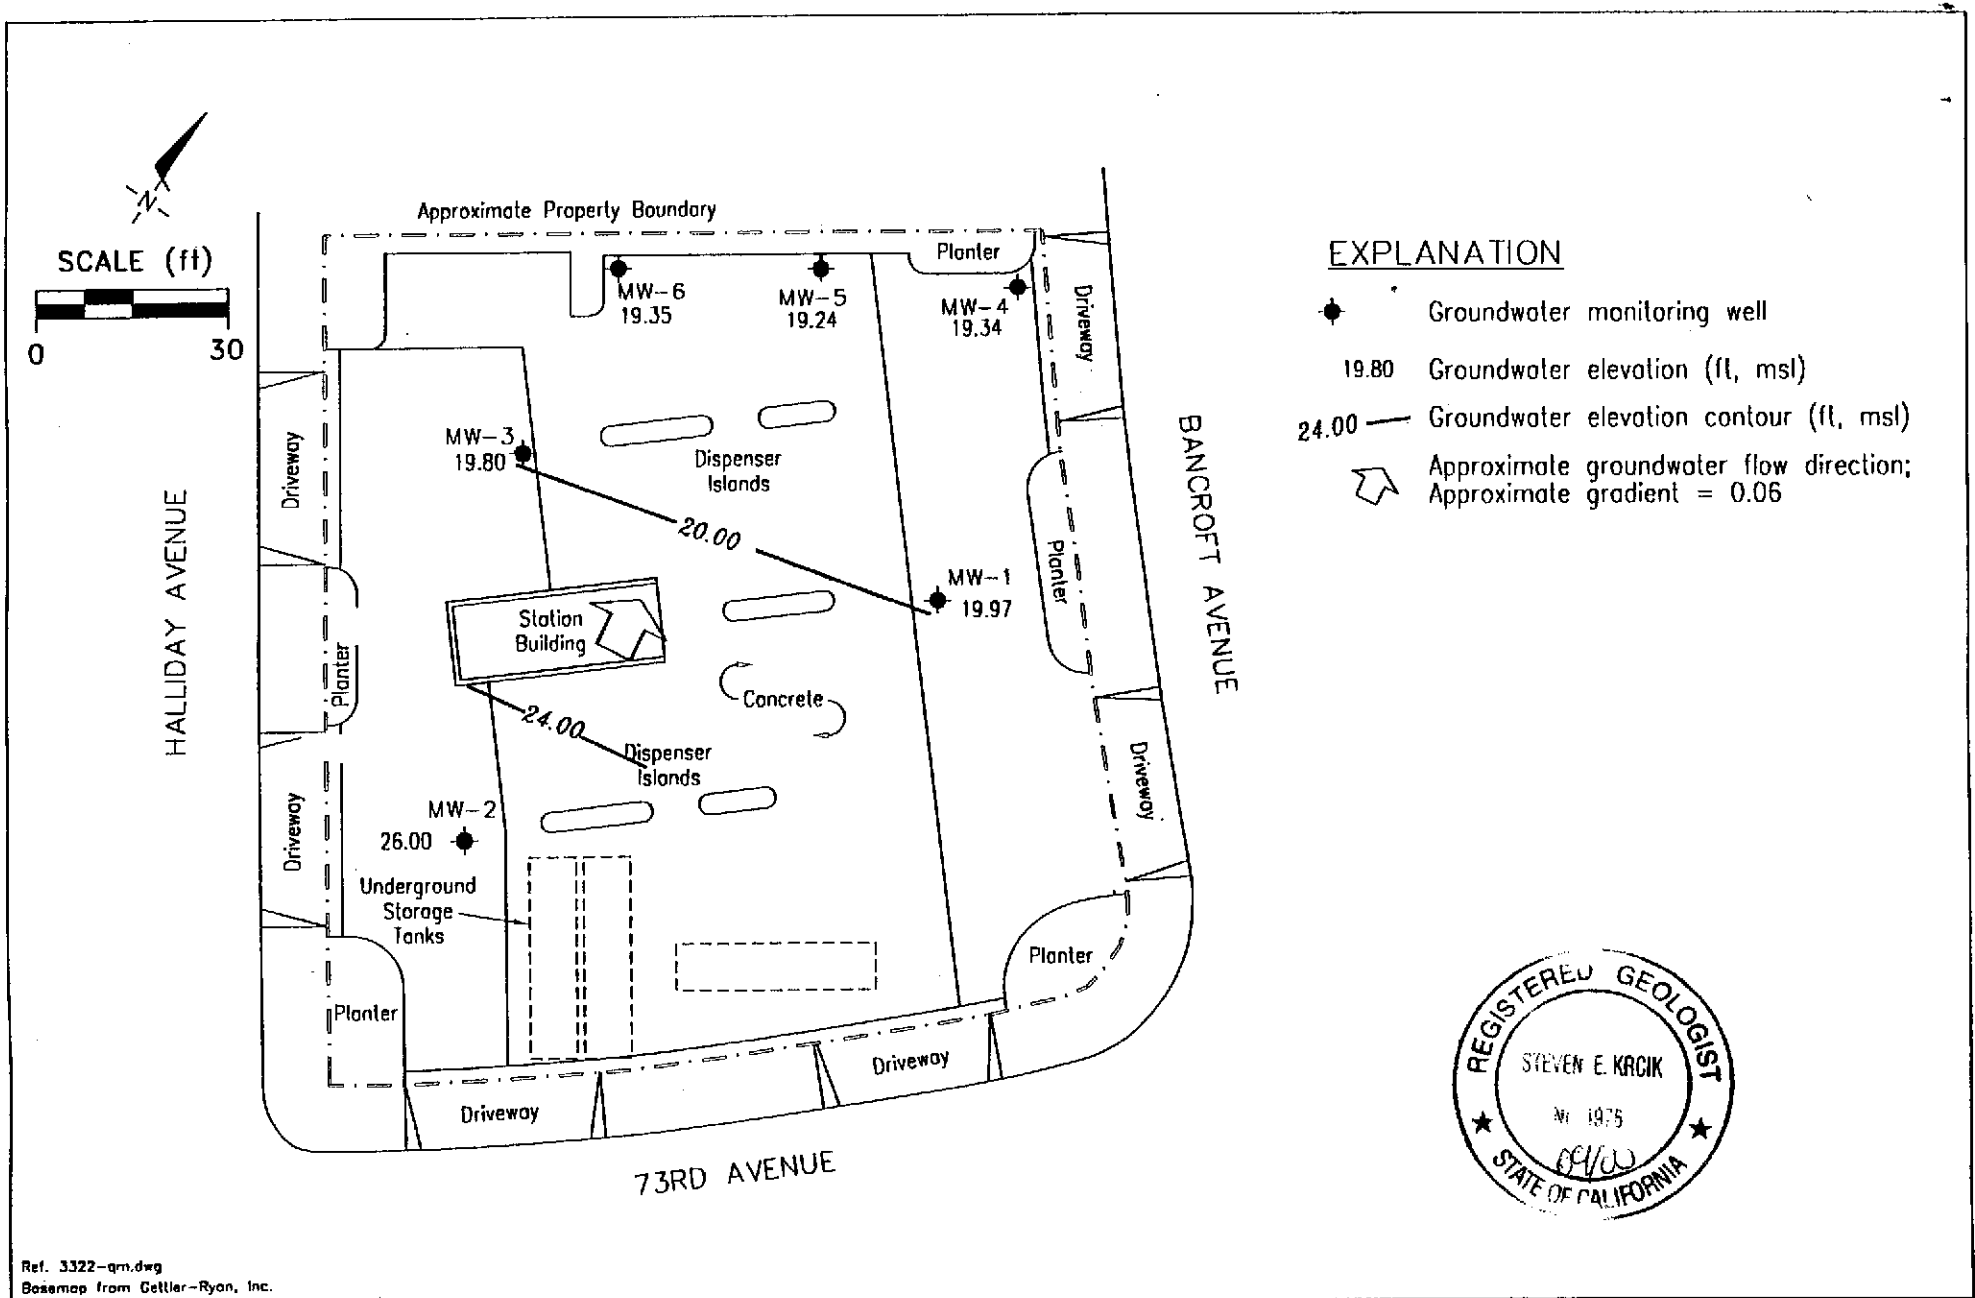 N
SCALE (ft)
0 30
Approximate Property Boundary
Planter
MW-6
19.35
MW-5
19.24
MW-4
19.34
Driveway
EXPLANATION
Groundwater monitoring well
19.80 Groundwater elevation (ft, msl)
24.00 Groundwater elevation contour (ft, msl)
Approximate groundwater flow direction;
Approximate gradient = 0.06
HALLIDAY AVENUE
Driveway
MW-3
19.80
Dispenser
Islands
20.00
BANCROFT AVENUE
Planter
MW-1
19.97
Station
Building
Planter
Concrete
24.00
Dispenser
Islands
Driveway
MW-2
26.00
Driveway
Underground
Storage
Tanks
Planter
Planter
Driveway
Driveway
73RD AVENUE
REGISTERED GEOLOGIST
STEVEN E. KRCIK
STATE OF CALIFORNIA
Ref. 3322-qm.dwg
Basemap from Gettler-Ryan, Inc.